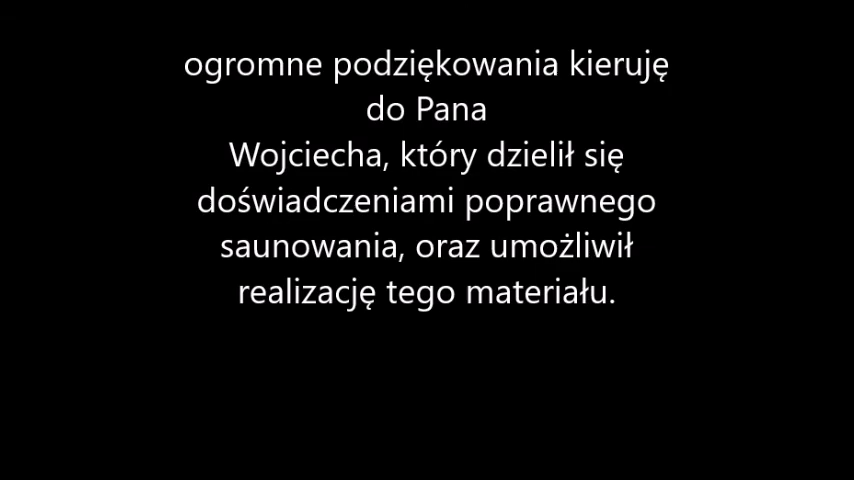 ogromne podziękowania kieruję
do Pana
Wojciecha, który dzielił się
doświadczeniami poprawnego
saunowania, oraz umożliwił
realizację tego materiału.